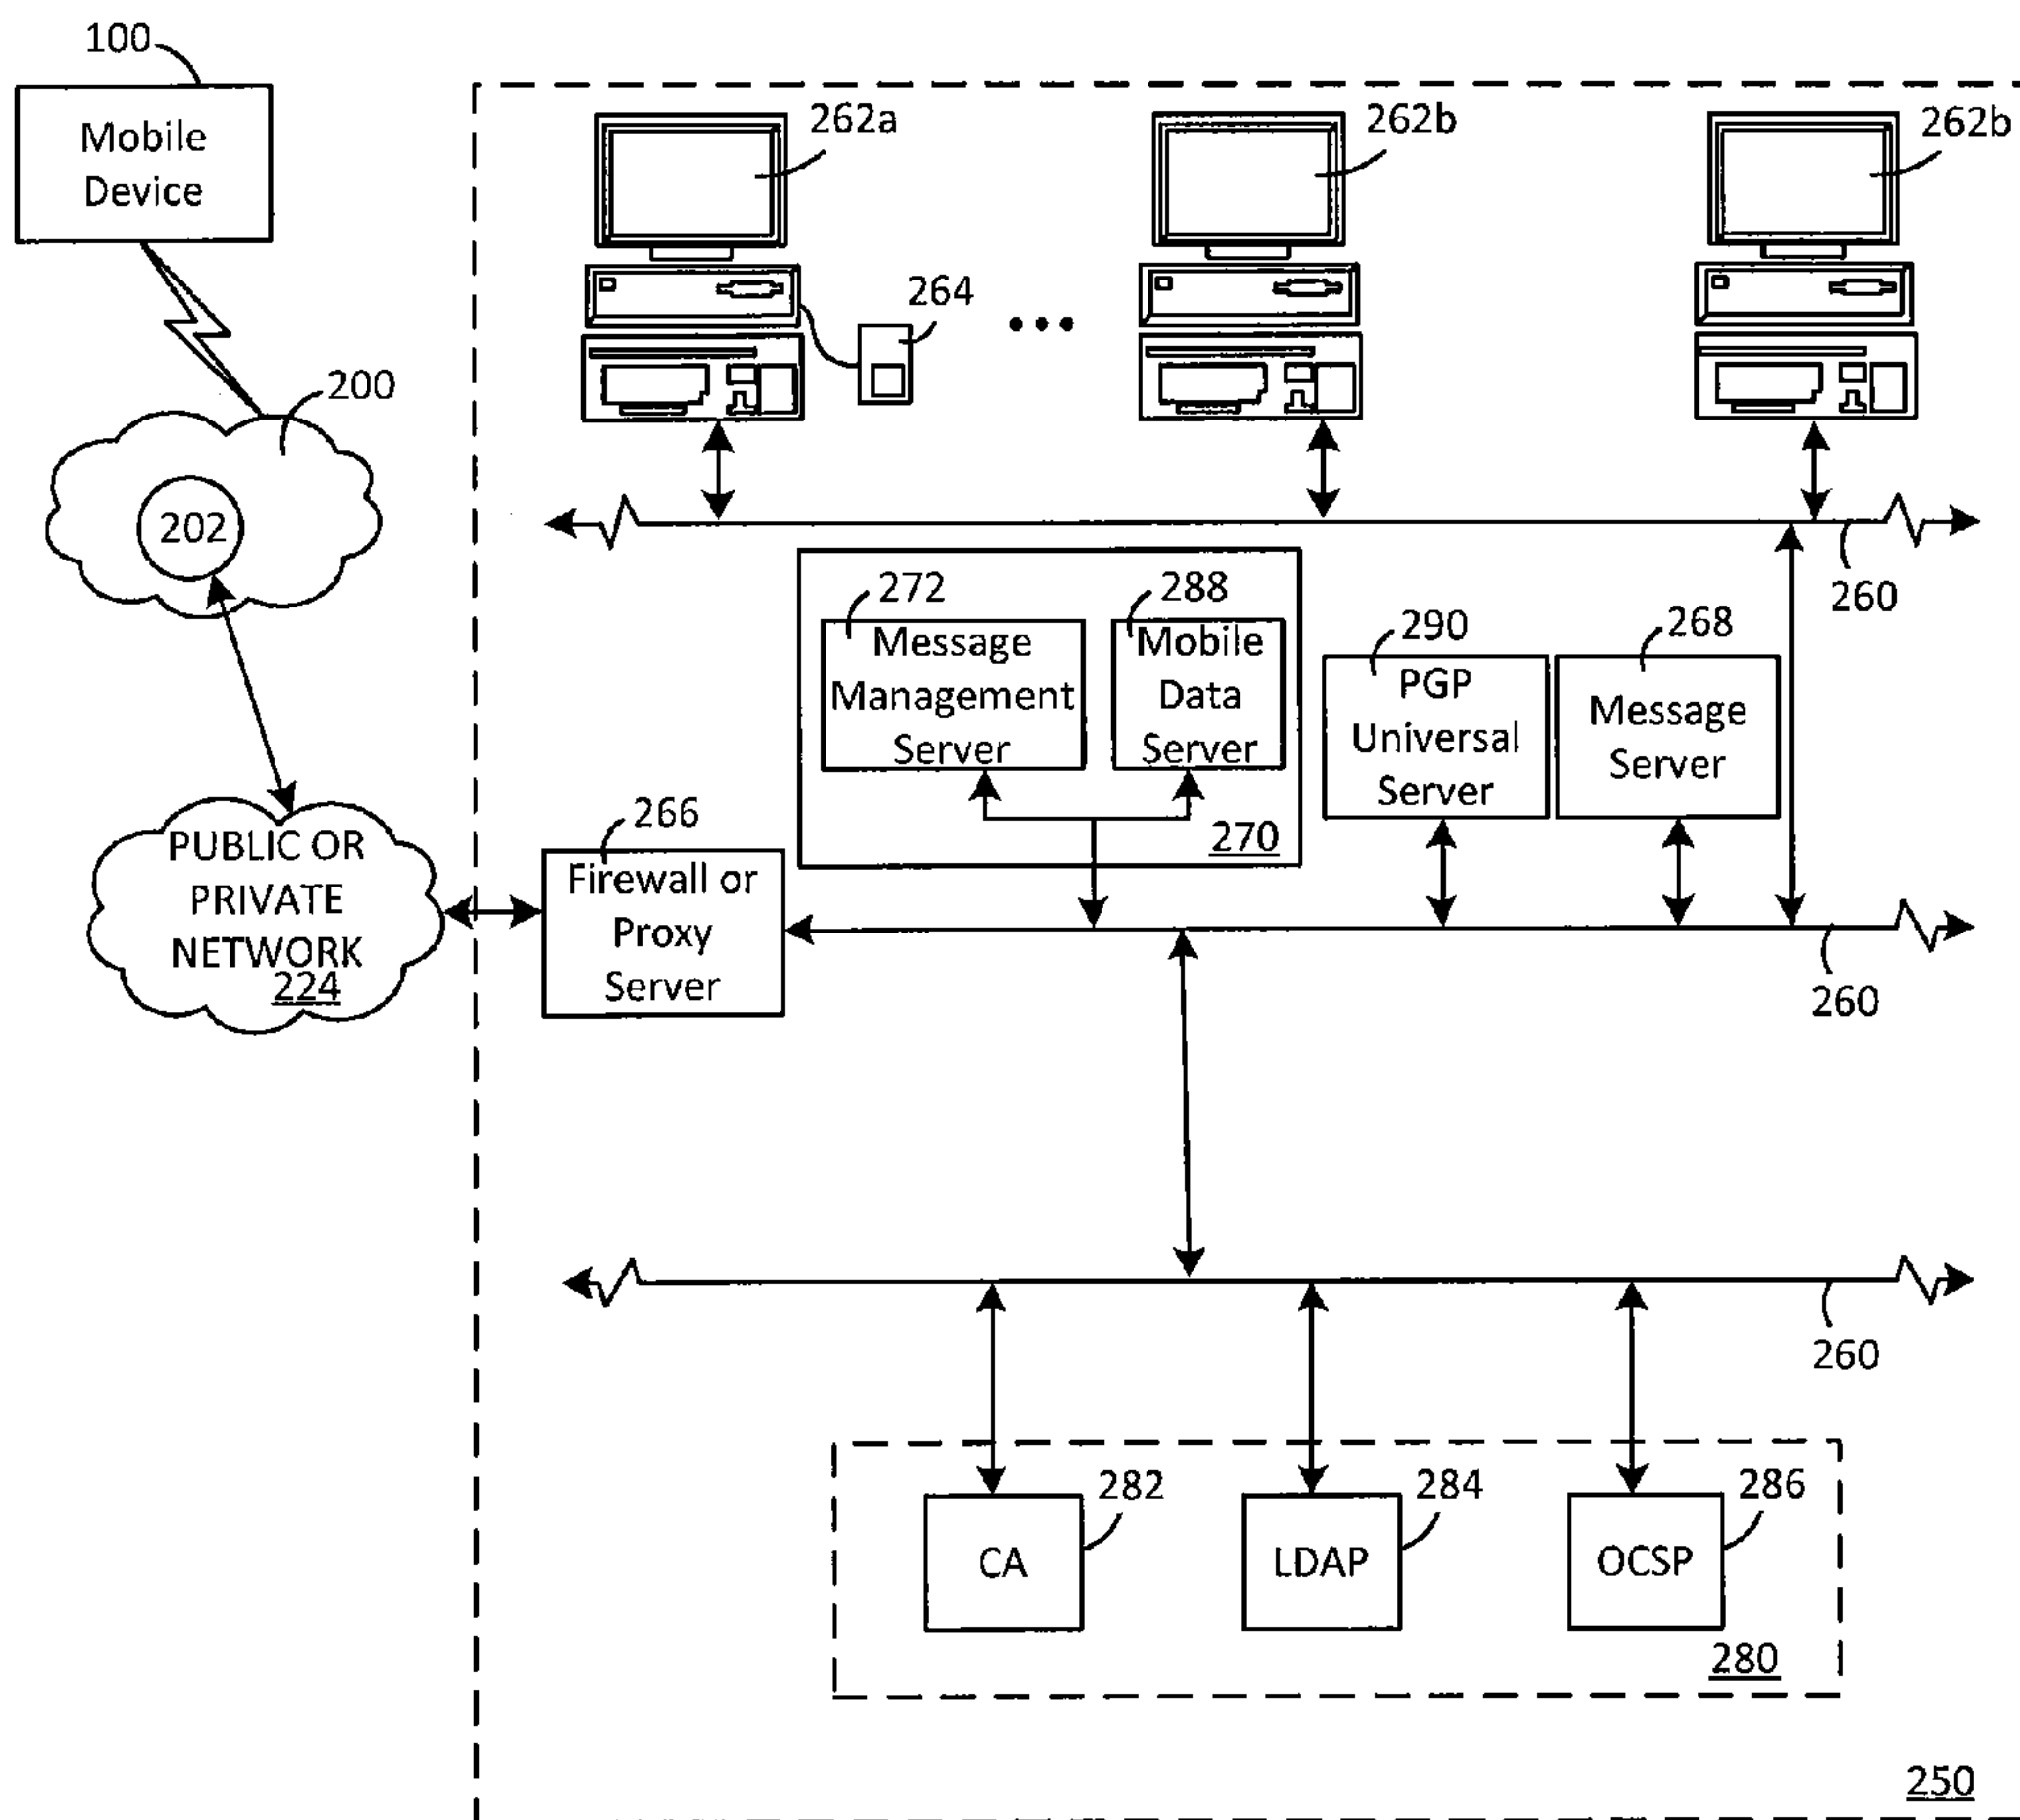 100
Mobile
Device
262a
262b
262b
264
200
202
260
272
Message
Management
Server
288
Mobile
Data
Server
270
290
PGP
Universal
Server
268
Message
Server
PUBLIC OR
PRIVATE
NETWORK
224
266
Firewall or
Proxy
Server
260
260
282
CA
284
LDAP
286
OCSP
280
250